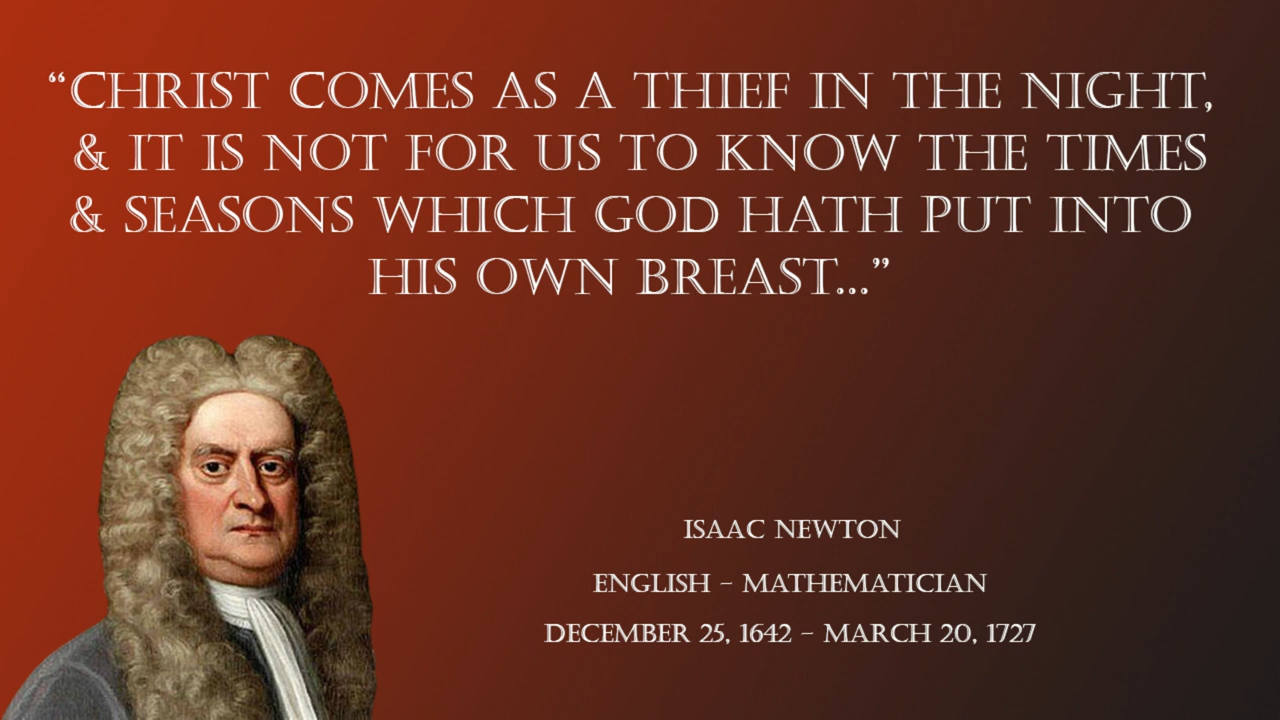 “CHRIST COMES AS A THIEF IN THE NIGHT,
& IT IS NOT FOR US TO KNOW THE TIMES
& SEASONS WHICH GOD HATH PUT INTO
HIS OWN BREAST...”
ISAAC NEWTON
ENGLISH – MATHEMATICIAN
DECEMBER 25, 1642 – MARCH 20, 1727